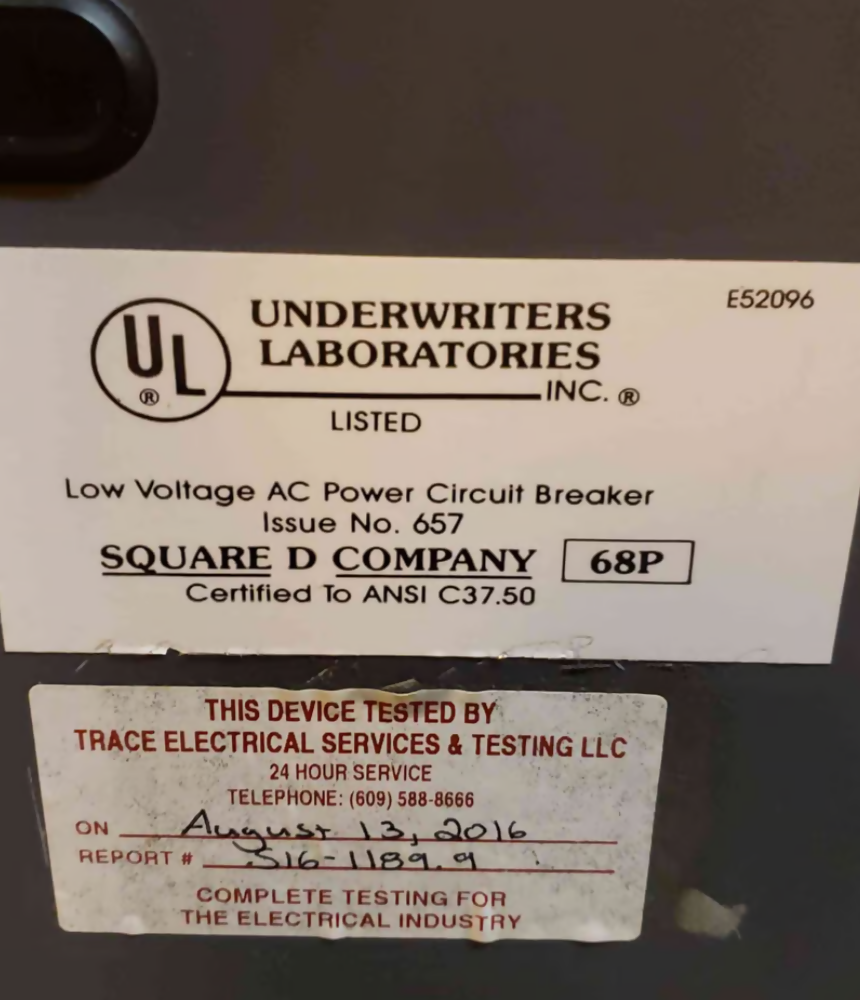 E52096
UL
®
UNDERWRITERS
LABORATORIES
INC. ®
LISTED
Low Voltage AC Power Circuit Breaker
Issue No. 657
SQUARE D COMPANY 68P
Certified To ANSI C37.50
THIS DEVICE TESTED BY
TRACE ELECTRICAL SERVICES & TESTING LLC
24 HOUR SERVICE
TELEPHONE: (609) 588-8666
ON August 13, 2016
REPORT # S16-1189.9
COMPLETE TESTING FOR
THE ELECTRICAL INDUSTRY